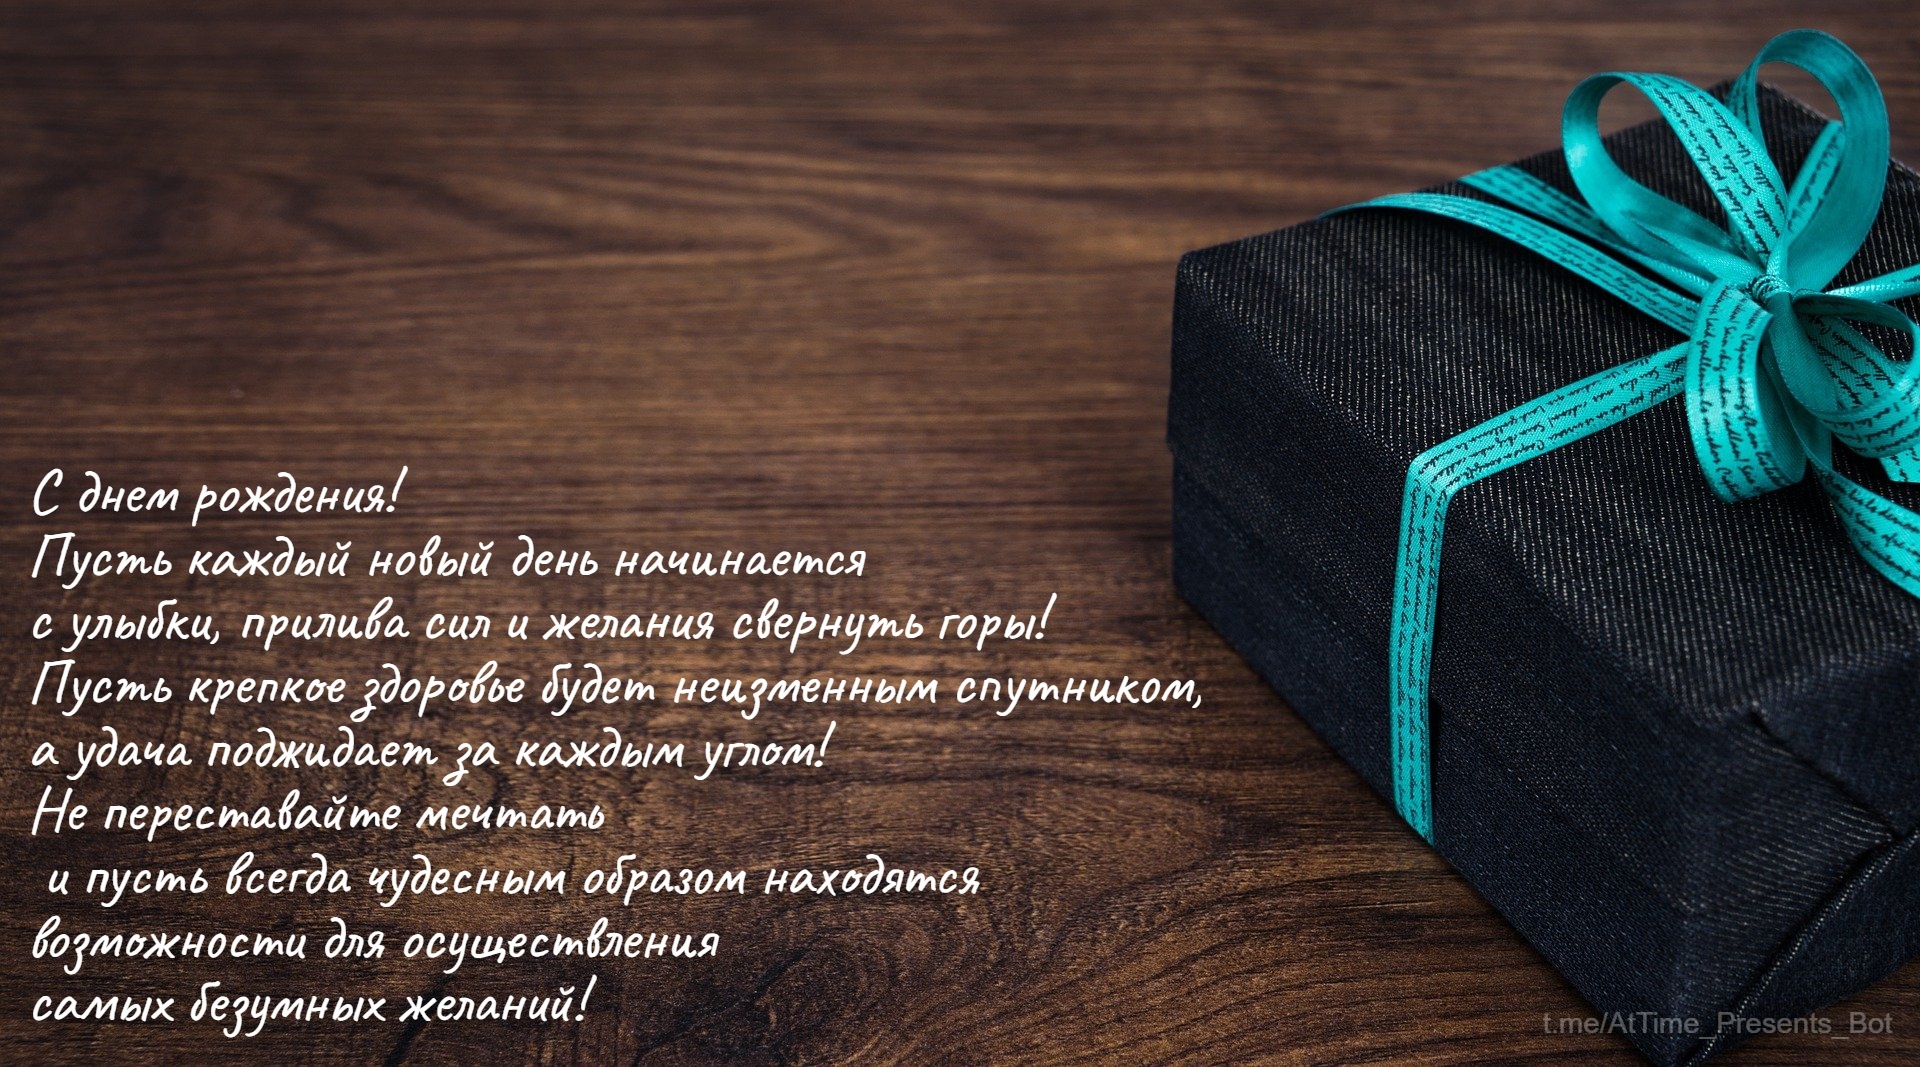 С днем рождения!
Пусть каждый новый день начинается
с улыбки, прилива сил и желания свернуть горы!
Пусть крепкое здоровье будет неизменным спутником,
а удача поджидает за каждым углом!
Не переставайте мечтать
и пусть всегда чудесным образом находятся
возможности для осуществления
самых безумных желаний!
t.me/AtTime_Presents_Bot